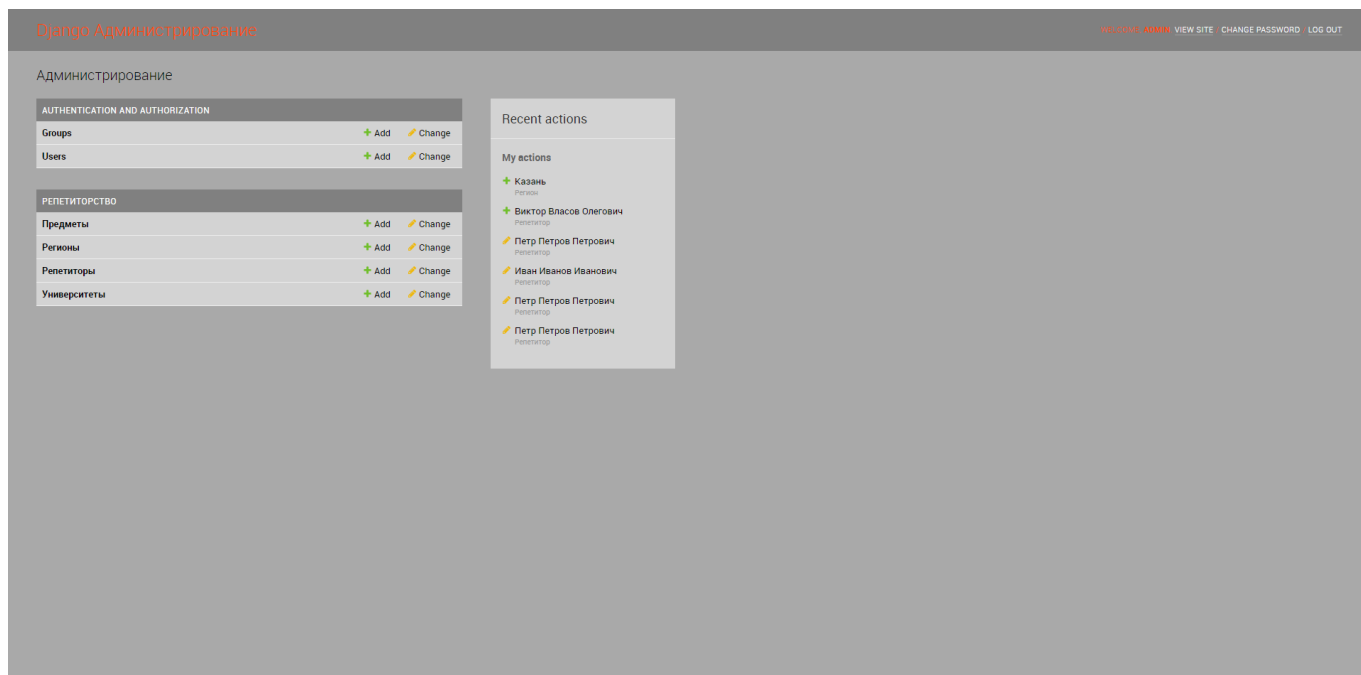 Django Администрирование
WELCOME, ADMIN. VIEW SITE / CHANGE PASSWORD / LOG OUT
Администрирование
AUTHENTICATION AND AUTHORIZATION
Groups Add Change
Users Add Change
РЕПЕТИТОРСТВО
Предметы Add Change
Регионы Add Change
Репетиторы Add Change
Университеты Add Change
Recent actions
My actions
Казань
Регион
Виктор Власов Олегович
Репетитор
Петр Петров Петрович
Репетитор
Иван Иванов Иванович
Репетитор
Петр Петров Петрович
Репетитор
Петр Петров Петрович
Репетитор